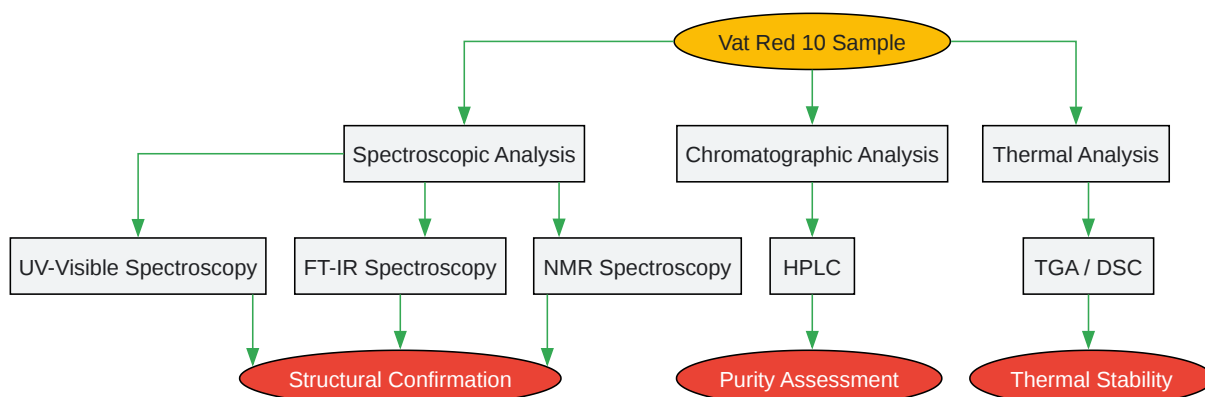 Vat Red 10 Sample
Spectroscopic Analysis
Chromatographic Analysis
Thermal Analysis
UV-Visible Spectroscopy
FT-IR Spectroscopy
NMR Spectroscopy
HPLC
TGA / DSC
Structural Confirmation
Purity Assessment
Thermal Stability